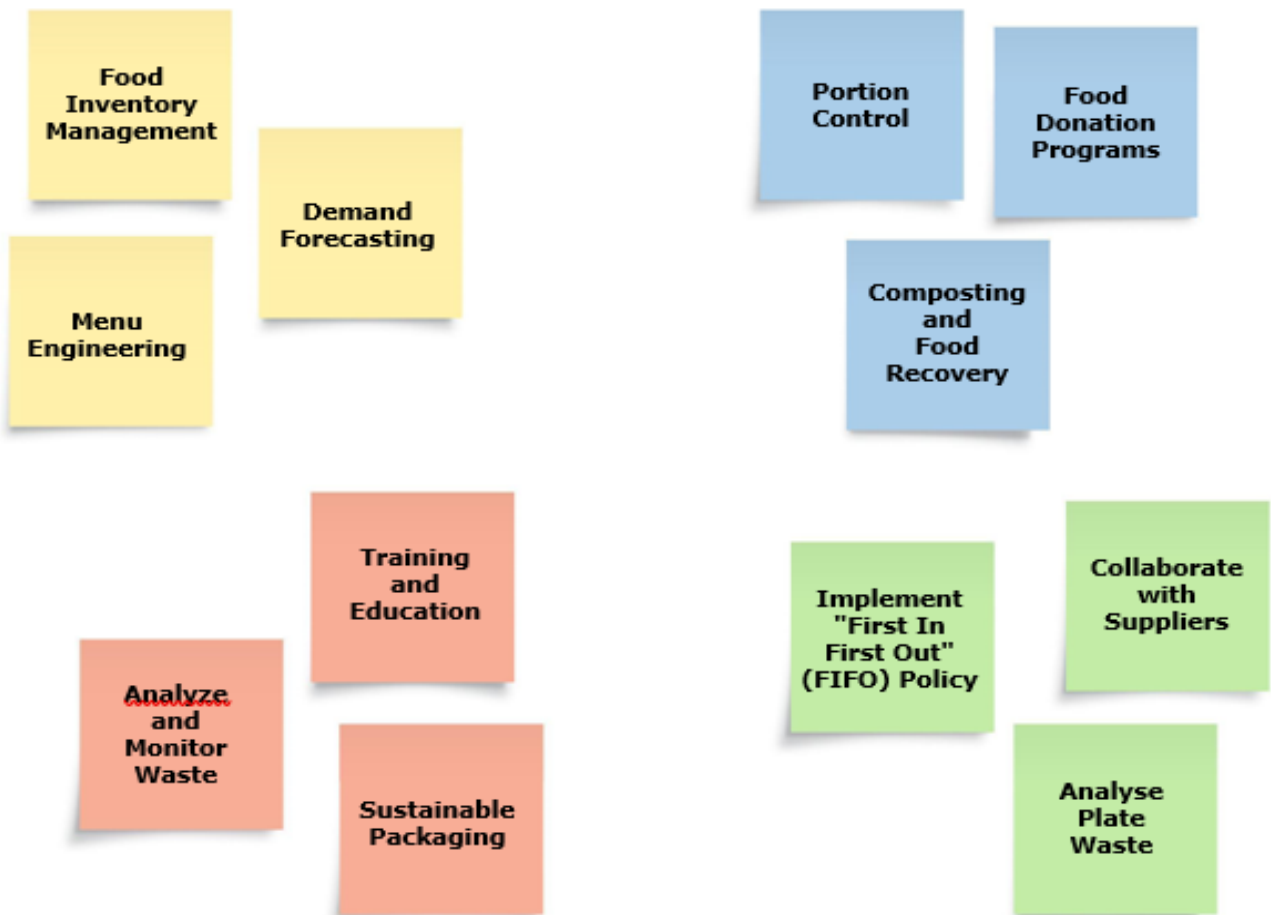 Food
Inventory
Management
Demand
Forecasting
Menu
Engineering
Portion
Control
Food
Donation
Programs
Composting
and
Food
Recovery
Training
and
Education
Analyze
and
Monitor
Waste
Sustainable
Packaging
Implement
"First In
First Out"
(FIFO) Policy
Collaborate
with
Suppliers
Analyse
Plate
Waste